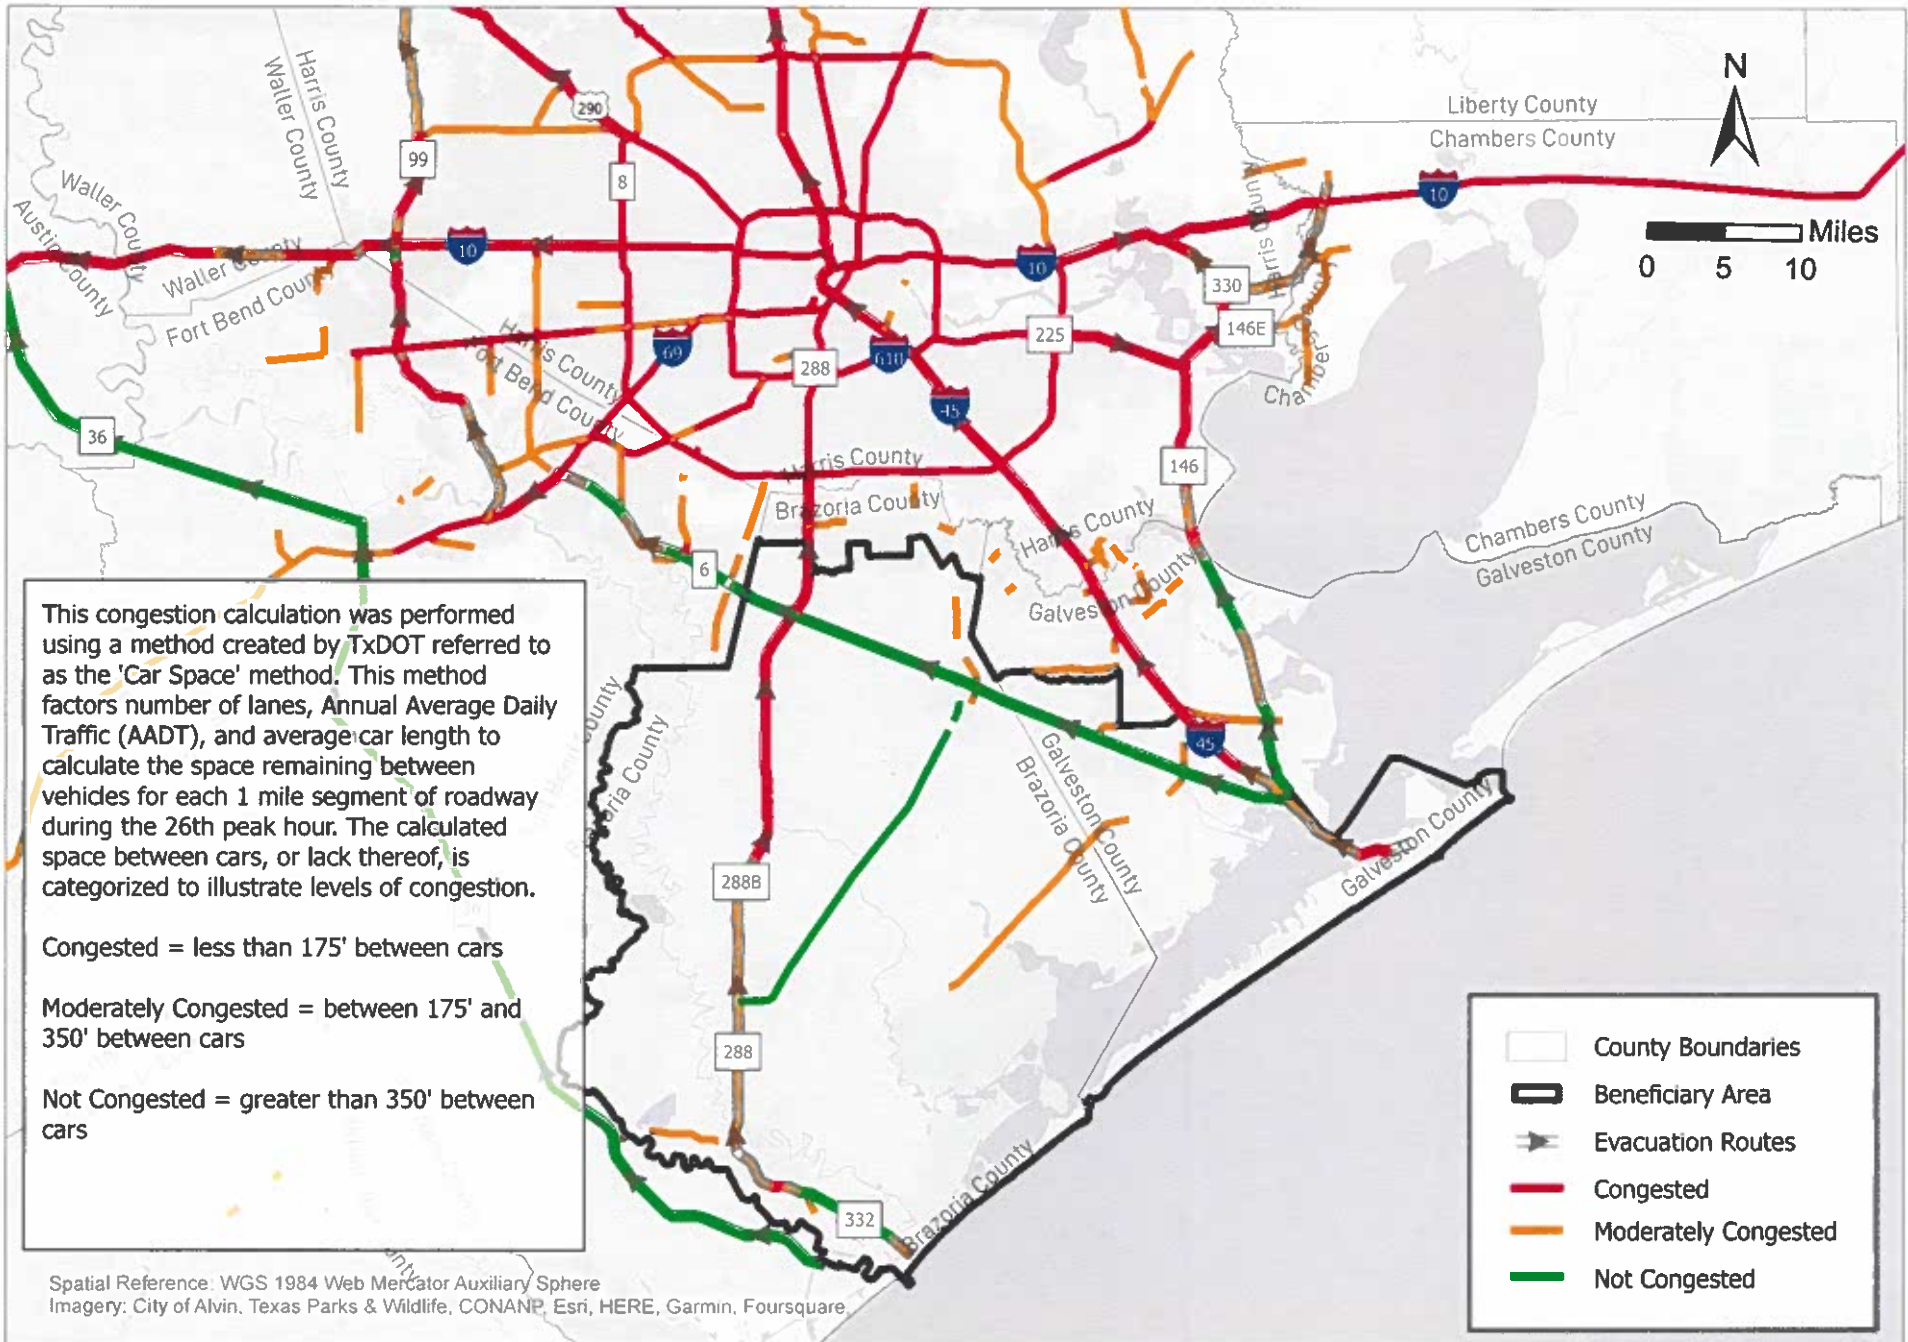 Harris County
Waller County
Waller County
Austin County
Waller County
Fort Bend County
290
99
8
10
10
10
N
Liberty County
Chambers County
Miles
0 5 10
Harris County
Chambers County
330
146E
225
69
610
288
45
Harris County
Fort Bend County
36
146
Harris County
Brazoria County
Harris County
Galveston County
Chambers County
Galveston County
6
This congestion calculation was performed
using a method created by TxDOT referred to
as the 'Car Space' method. This method
factors number of lanes, Annual Average Daily
Traffic (AADT), and average car length to
calculate the space remaining between
vehicles for each 1 mile segment of roadway
during the 26th peak hour. The calculated
space between cars, or lack thereof, is
categorized to illustrate levels of congestion.
Congested = less than 175' between cars
Moderately Congested = between 175' and
350' between cars
Not Congested = greater than 350' between
cars
County
Brazoria County
45
Galveston County
Brazoria County
Galveston County
288B
288
332
Brazoria County
County Boundaries
Beneficiary Area
Evacuation Routes
Congested
Moderately Congested
Not Congested
Spatial Reference: WGS 1984 Web Mercator Auxiliary Sphere
Imagery: City of Alvin, Texas Parks & Wildlife, CONANP, Esri, HERE, Garmin, Foursquare,